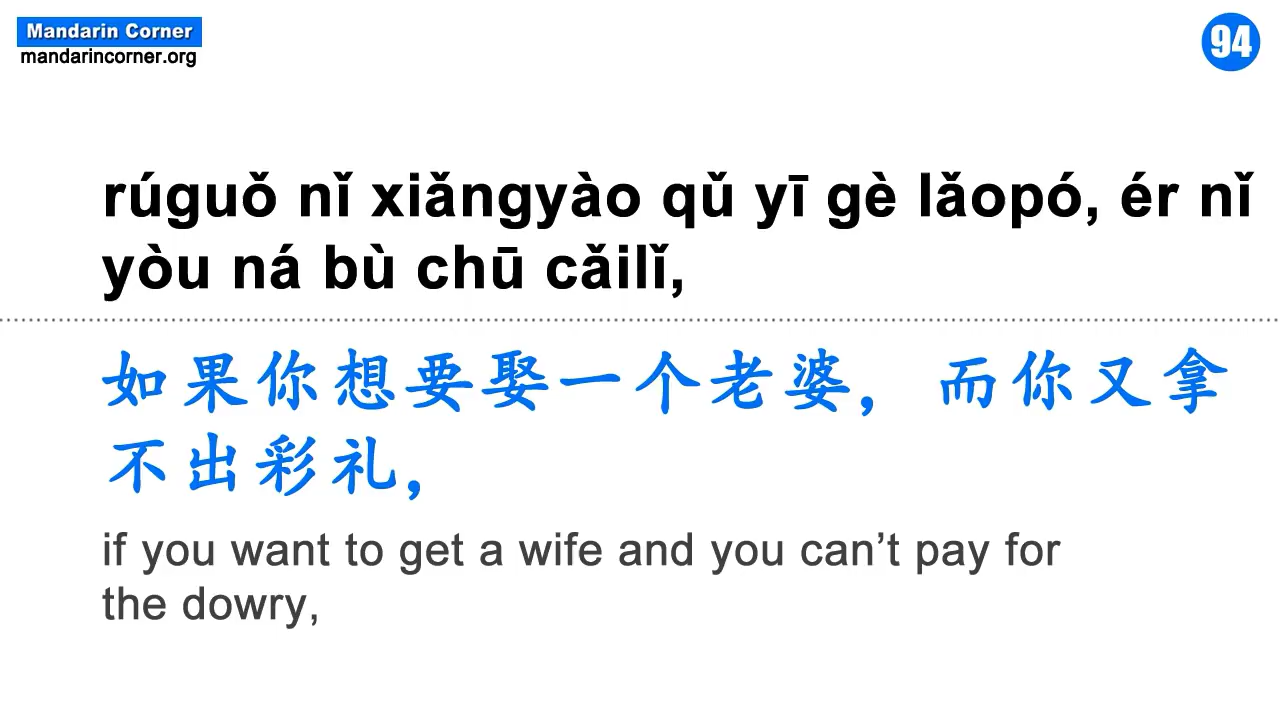 Mandarin Corner
mandarincorner.org
94
rúguǒ nǐ xiǎngyào qǔ yī gè lǎopó, ér nǐ
yòu ná bù chū cǎilǐ,
如果你想要娶一个老婆，而你又拿
不出彩礼，
if you want to get a wife and you can’t pay for
the dowry,